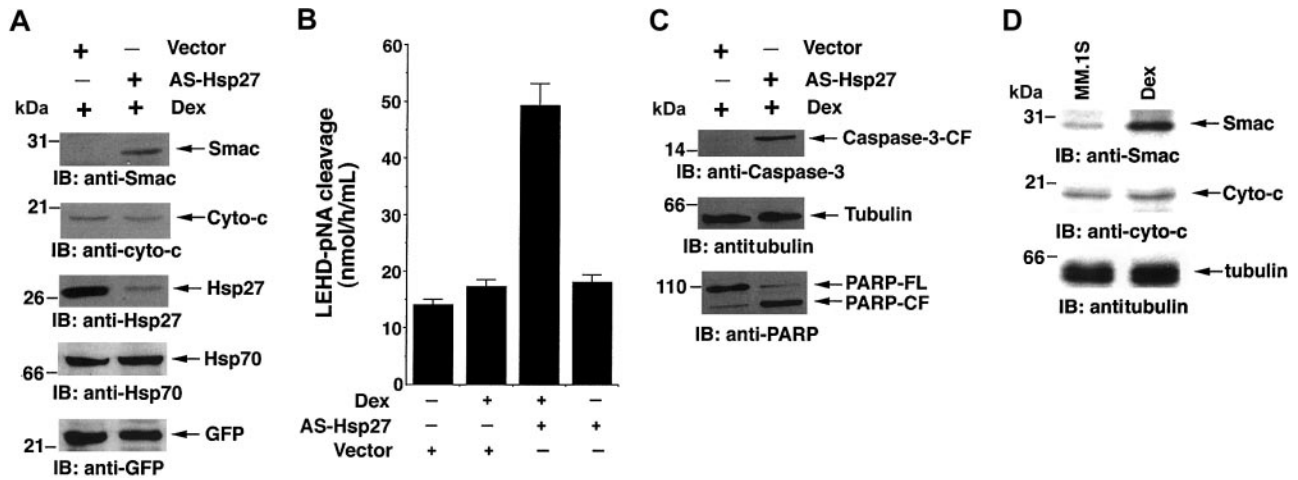 A
+ – Vector
– + AS-Hsp27
kDa + + Dex
31 Smac
IB: anti-Smac
21 Cyto-c
IB: anti-cyto-c
26 Hsp27
IB: anti-Hsp27
66 Hsp70
IB: anti-Hsp70
21 GFP
IB: anti-GFP
B
LEHD-pNA cleavage
(nmol/h/mL)
60
50
40
30
20
10
0
Dex – + + –
AS-Hsp27 – – + +
Vector + + – –
C
+ – Vector
– + AS-Hsp27
kDa + + Dex
14 Caspase-3-CF
IB: anti-Caspase-3
66 Tubulin
IB: antitubulin
110 PARP-FL
PARP-CF
IB: anti-PARP
D
kDa MM.1S Dex
31 Smac
IB: anti-Smac
21 Cyto-c
IB: anti-cyto-c
66 tubulin
IB: antitubulin